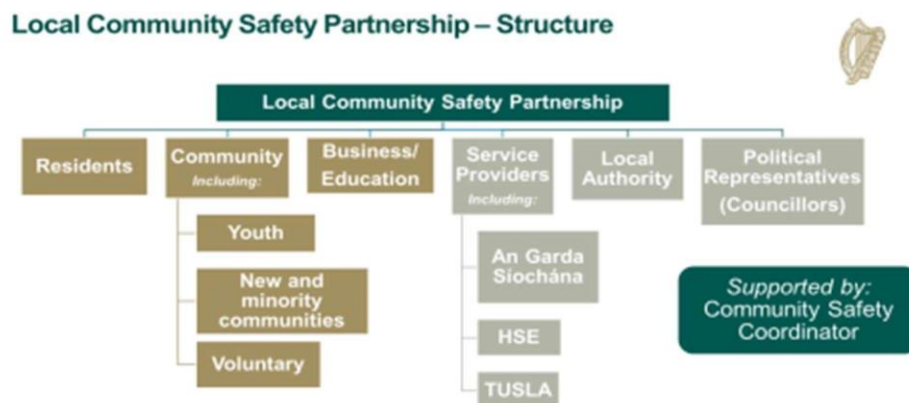 Local Community Safety Partnership – Structure
Local Community Safety Partnership
Residents
Community
Including:
Youth
New and
minority
communities
Voluntary
Business/
Education
Service
Providers
Including:
An Garda
Síochána
HSE
TUSLA
Local
Authority
Political
Representatives
(Councillors)
Supported by:
Community Safety
Coordinator